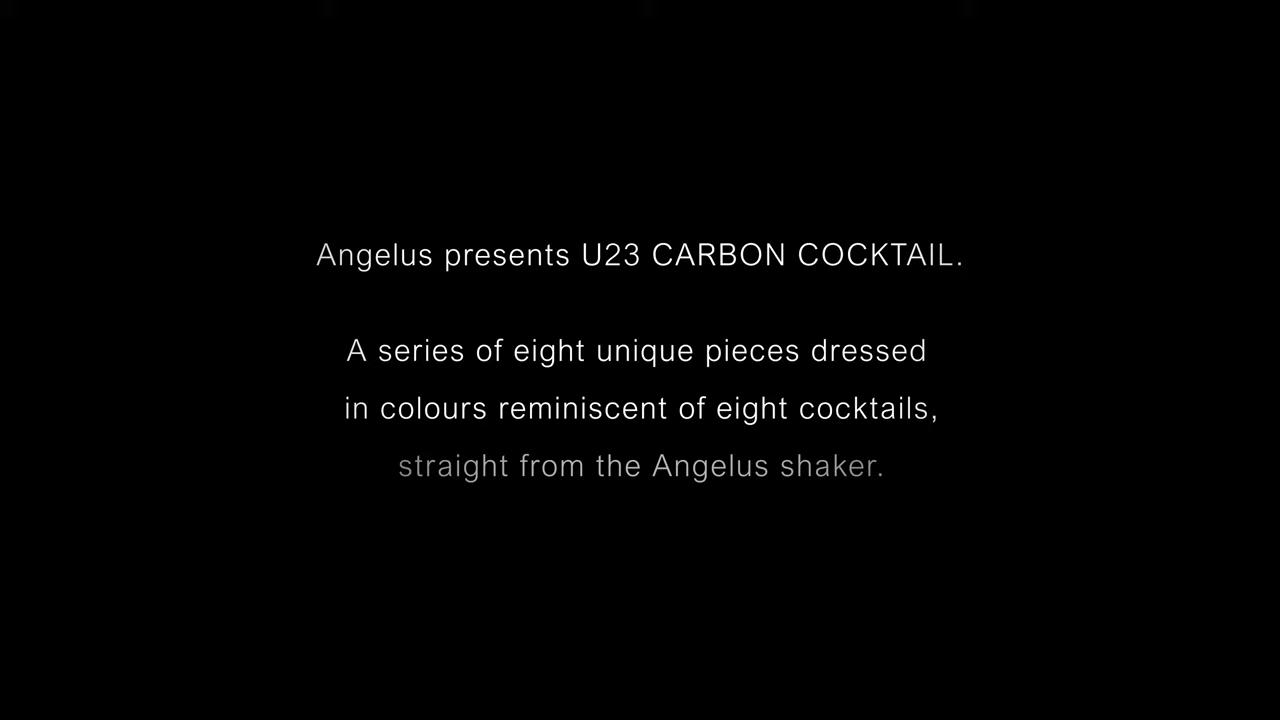 Angelus presents U23 CARBON COCKTAIL.
A series of eight unique pieces dressed
in colours reminiscent of eight cocktails,
straight from the Angelus shaker.